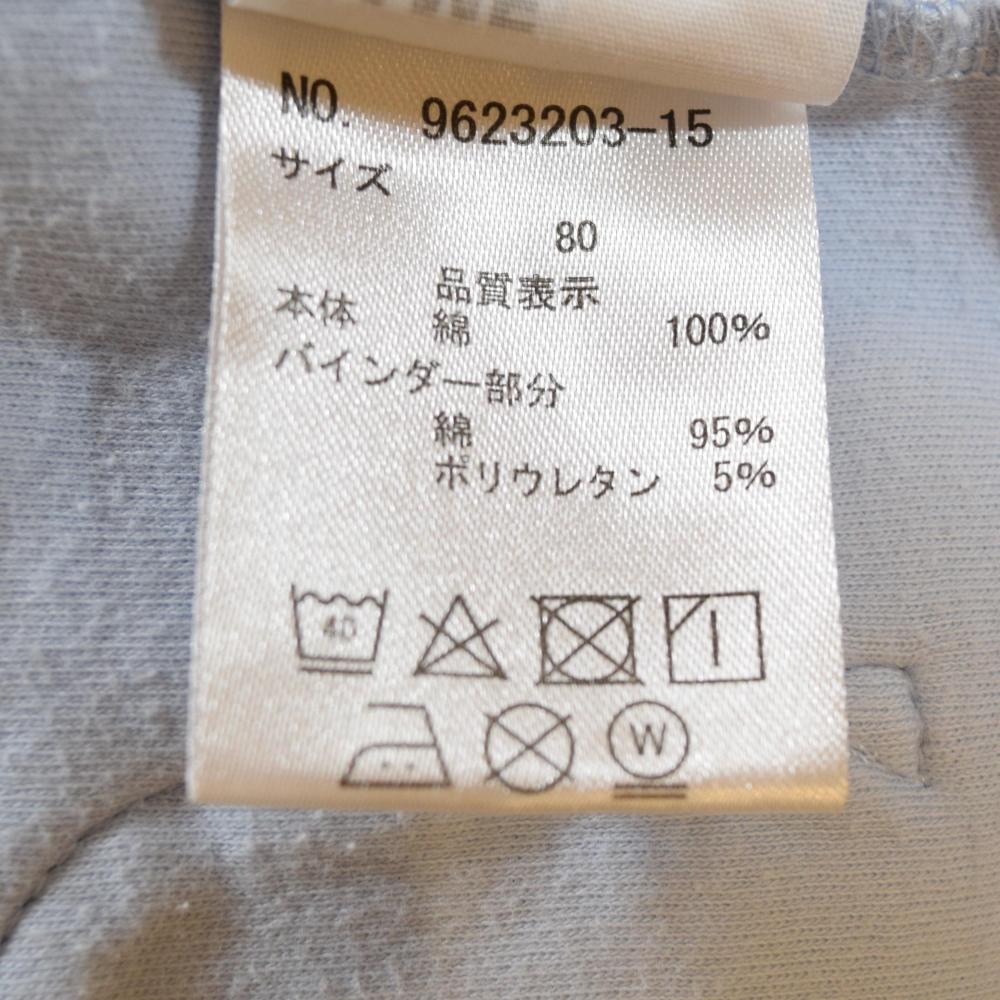 NO. 9623203-15
サイズ
80
品質表示
本体 綿 100%
バインダー部分
綿 95%
ポリウレタン 5%
40
W